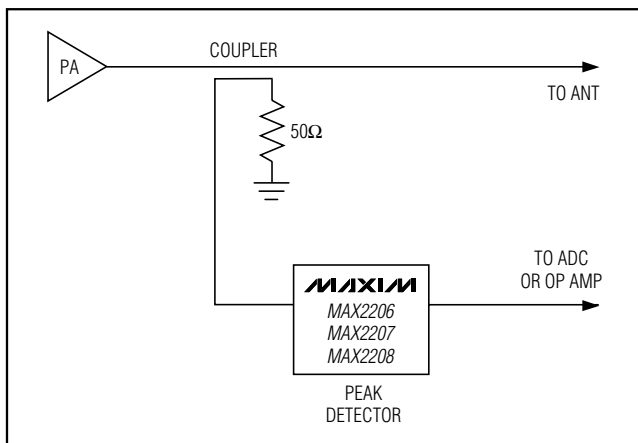 PA
COUPLER
TO ANT
50Ω
TO ADC
OR OP AMP
MAXIM
MAX2206
MAX2207
MAX2208
PEAK
DETECTOR